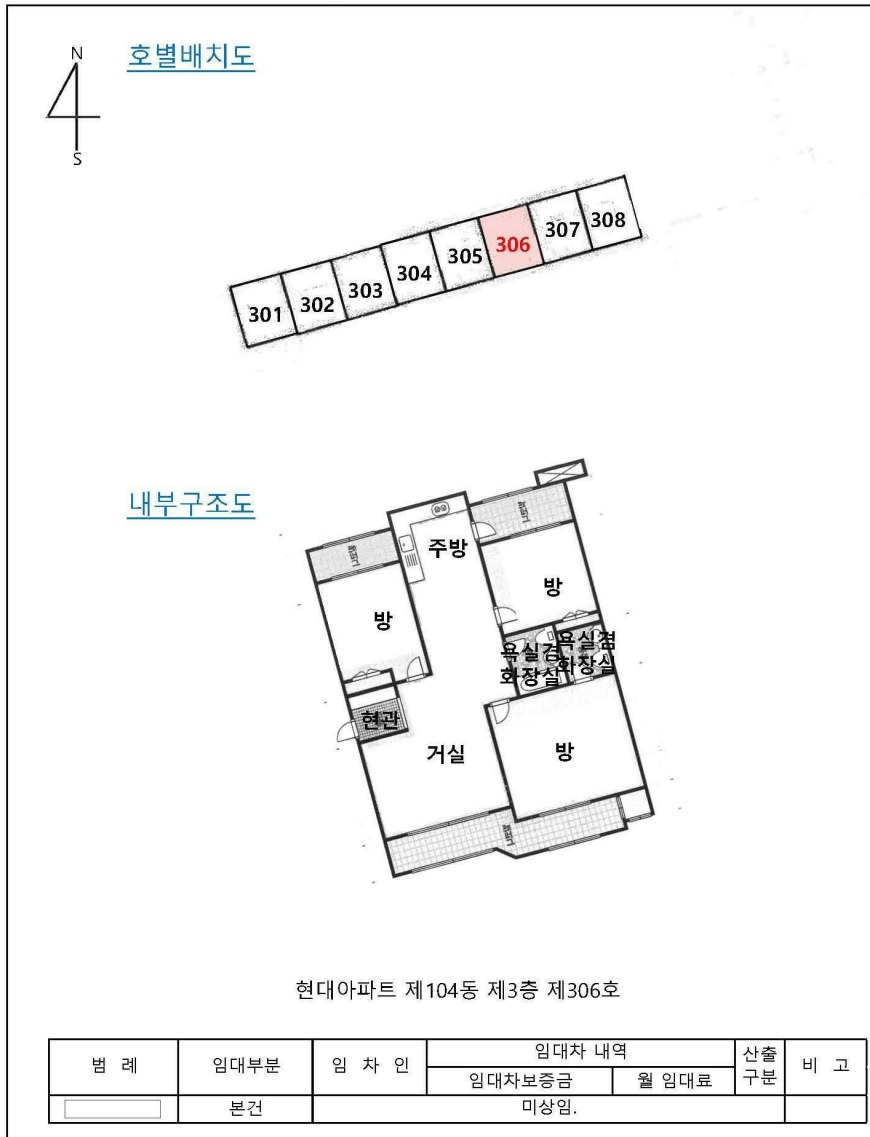 N
S
호별배치도
301
302
303
304
305
306
307
308
내부구조도
주방
방
방
욕실겸
화장실
욕실겸
화장실
현관
거실
방
현대아파트 제104동 제3층 제306호
범 례 임대부분 임 차 인 임대차 내역 산출 구분 비 고
임대차보증금 월 임대료
본건 미상임.